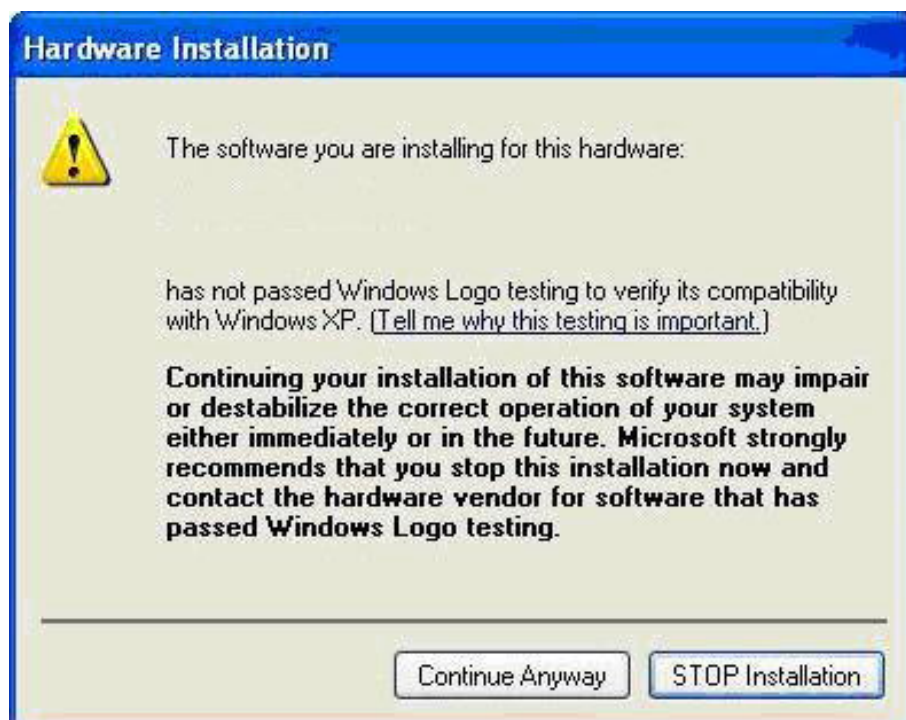 Hardware Installation
The software you are installing for this hardware:
has not passed Windows Logo testing to verify its compatibility
with Windows XP. (Tell me why this testing is important.)
Continuing your installation of this software may impair
or destabilize the correct operation of your system
either immediately or in the future. Microsoft strongly
recommends that you stop this installation now and
contact the hardware vendor for software that has
passed Windows Logo testing.
Continue Anyway
STOP Installation